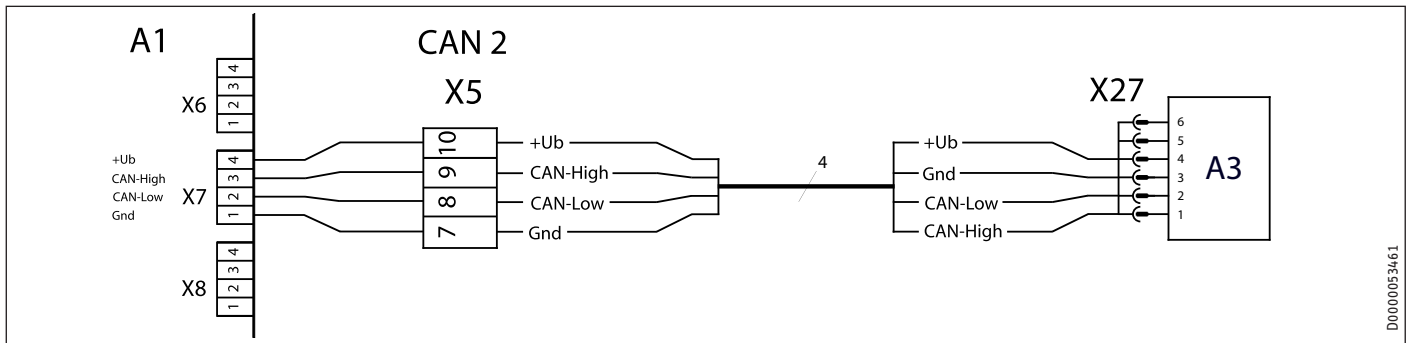 A1
CAN 2
X5
X27
X6
4
3
2
1
+Ub
CAN-High
CAN-Low
Gnd
X7
4
3
2
1
X8
4
3
2
1
10
9
8
7
+Ub
CAN-High
CAN-Low
Gnd
4
+Ub
Gnd
CAN-Low
CAN-High
6
5
4
3
2
1
A3
D0000053461